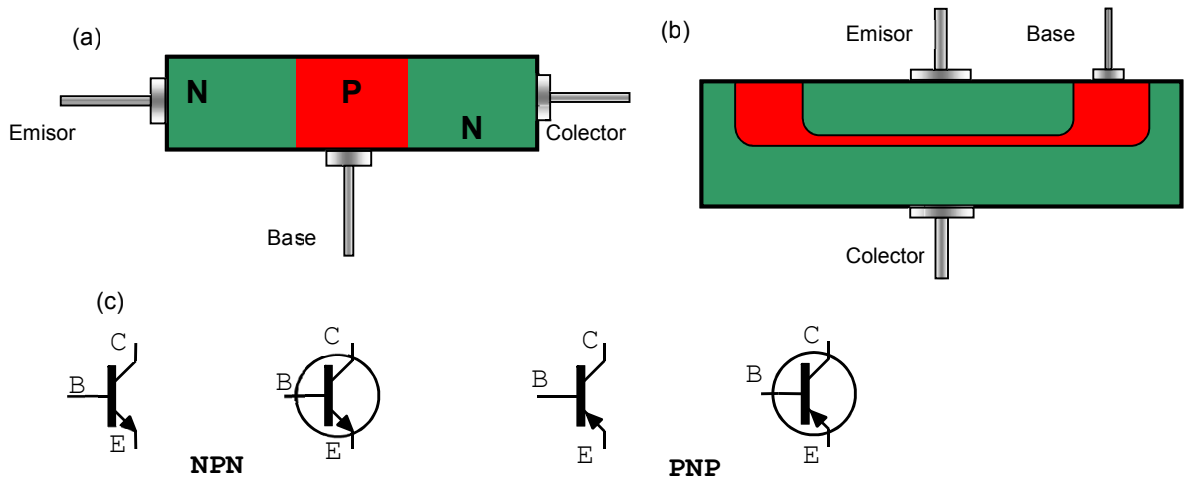 (a)
N P N
Emisor
Colector
Base
(b)
Emisor Base
Colector
(c)
C C C C
B B B B
E E E E
NPN PNP